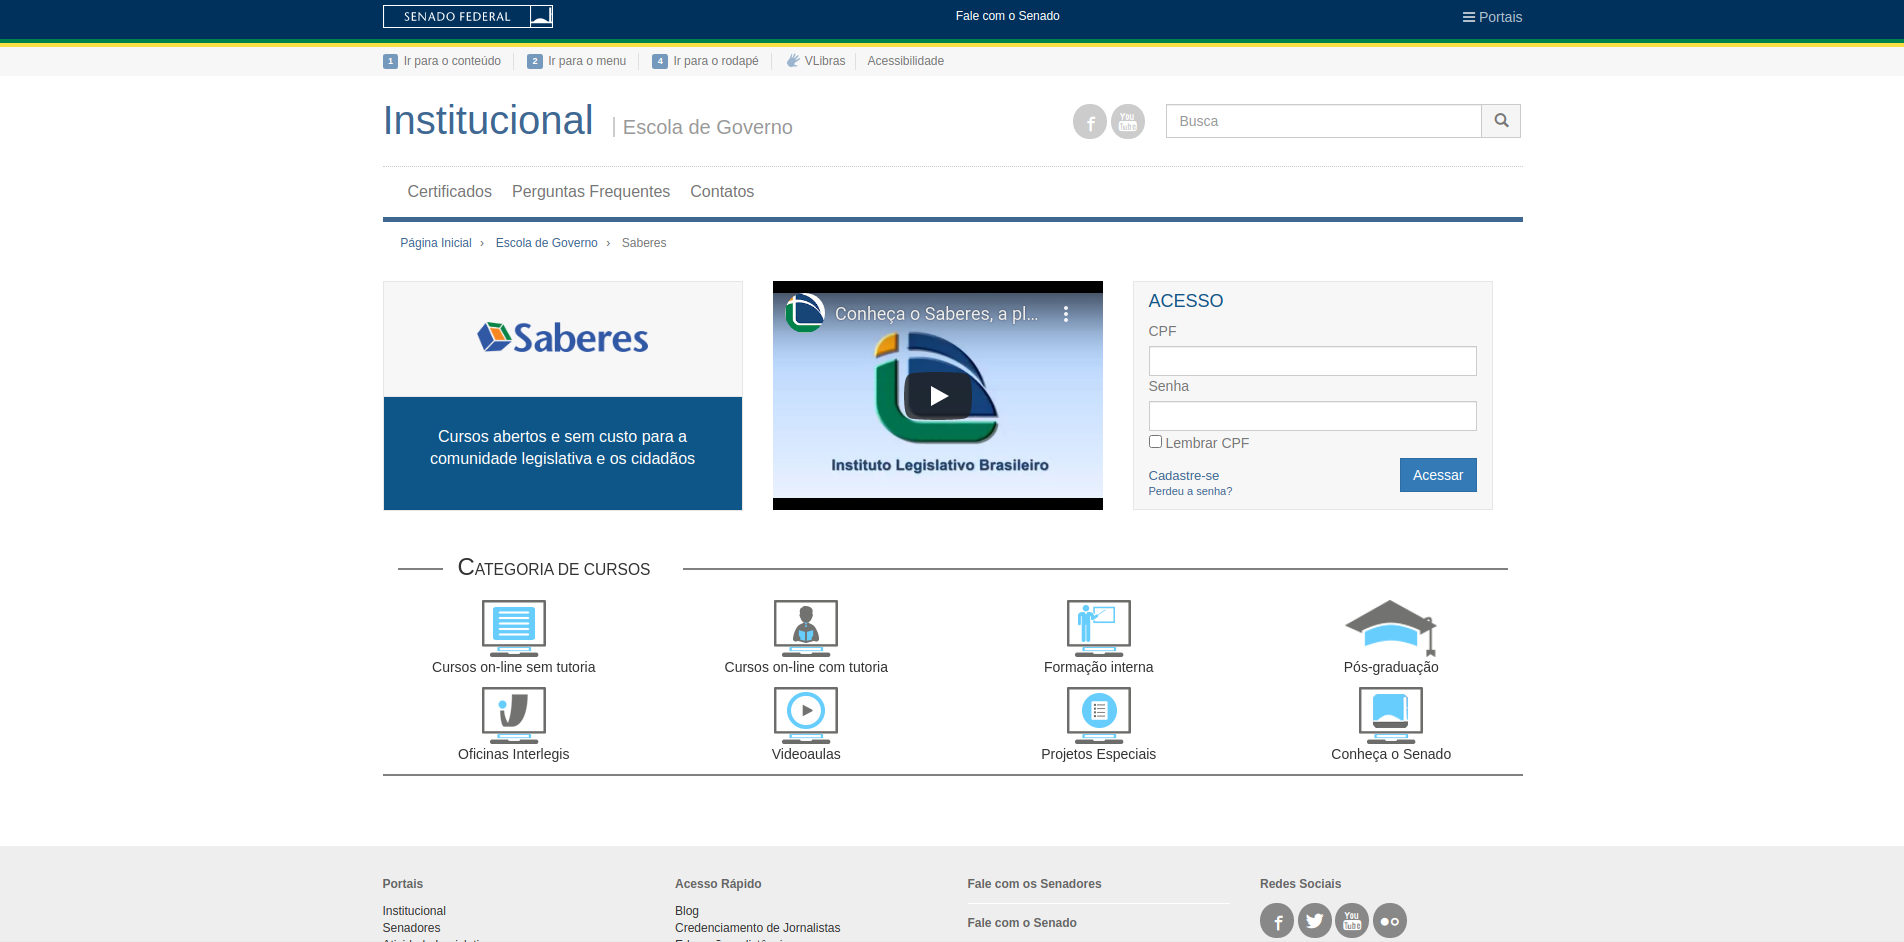 SENADO FEDERAL
Fale com o Senado
Portais
1 Ir para o conteúdo
2 Ir para o menu
4 Ir para o rodapé
VLibras
Acessibilidade
Institucional
Escola de Governo
f
You Tube
Busca
Certificados
Perguntas Frequentes
Contatos
Página Inicial › Escola de Governo › Saberes
Saberes
Cursos abertos e sem custo para a
comunidade legislativa e os cidadãos
Conheça o Saberes, a pl...
Instituto Legislativo Brasileiro
ACESSO
CPF
Senha
Lembrar CPF
Cadastre-se
Perdeu a senha?
Acessar
CATEGORIA DE CURSOS
Cursos on-line sem tutoria
Cursos on-line com tutoria
Formação interna
Pós-graduação
Oficinas Interlegis
Videoaulas
Projetos Especiais
Conheça o Senado
Portais
Institucional
Senadores
Acesso Rápido
Blog
Credenciamento de Jornalistas
Fale com os Senadores
Fale com o Senado
Redes Sociais
f
You Tube